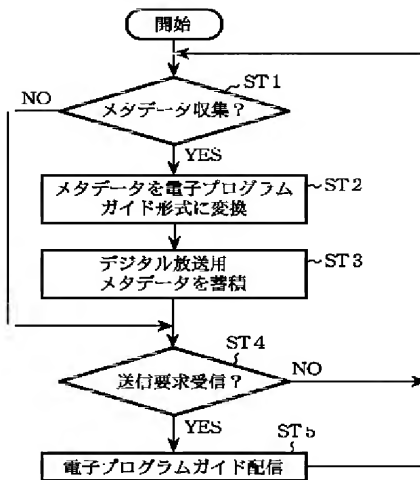 開始
ST1
メタデータ収集?
NO
YES
メタデータを電子プログラム
ガイド形式に変換
ST2
デジタル放送用
メタデータを蓄積
ST3
ST4
送信要求受信?
NO
YES
ST5
電子プログラムガイド配信